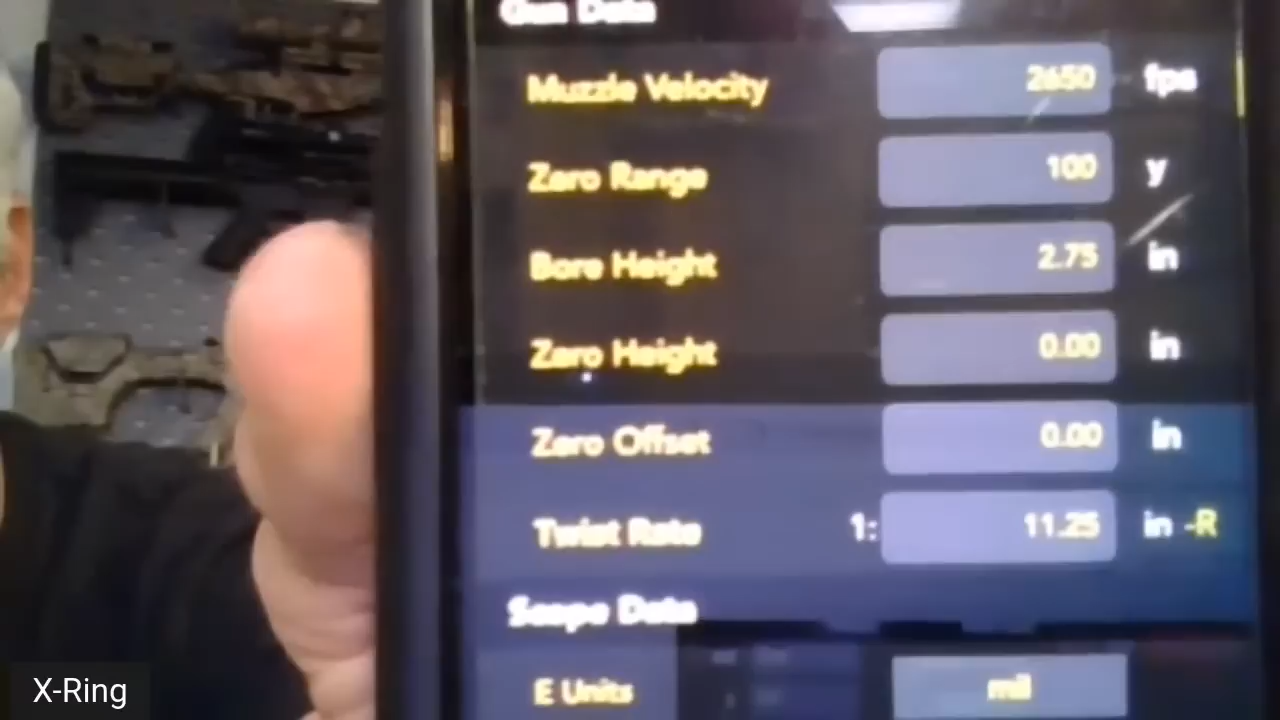 Gun Data
Muzzle Velocity 2650 fps
Zero Range 100 y
Bore Height 2.75 in
Zero Height 0.00 in
Zero Offset 0.00 in
Twist Rate 1: 11.25 in -R
Scope Data
E Units mil
X-Ring